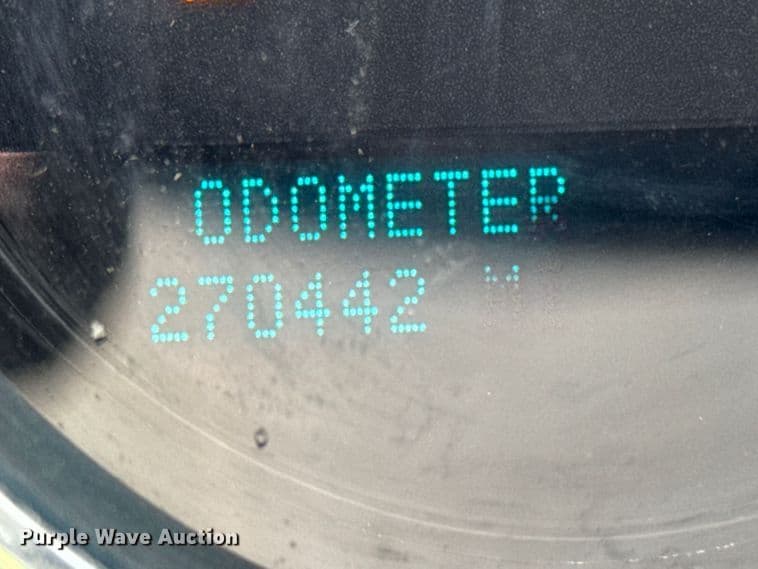 ODOMETER
270442
Purple Wave Auction